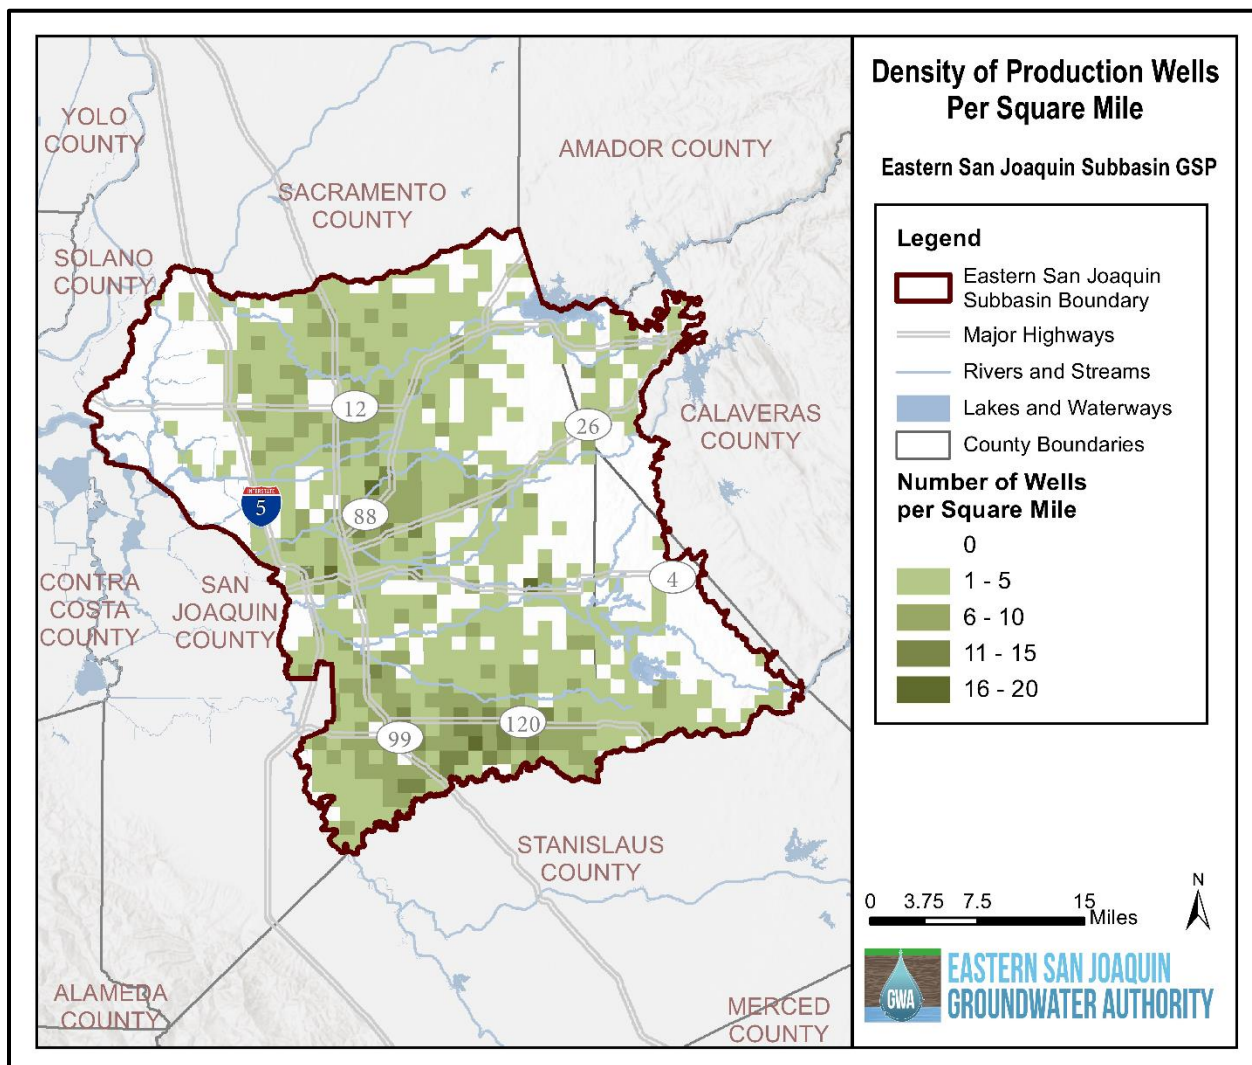 YOLO
COUNTY
AMADOR COUNTY
SACRAMENTO
COUNTY
SOLANO
COUNTY
12
26
CALAVERAS
COUNTY
INTERSTATE
5
88
CONTRA
COSTA
COUNTY
SAN
JOAQUIN
COUNTY
4
120
99
STANISLAUS
COUNTY
ALAMEDA
COUNTY
MERCED
COUNTY
Density of Production Wells
Per Square Mile
Eastern San Joaquin Subbasin GSP
Legend
Eastern San Joaquin
Subbasin Boundary
Major Highways
Rivers and Streams
Lakes and Waterways
County Boundaries
Number of Wells
per Square Mile
0
1 - 5
6 - 10
11 - 15
16 - 20
N
0 3.75 7.5 15
Miles
GWA
EASTERN SAN JOAQUIN
GROUNDWATER AUTHORITY